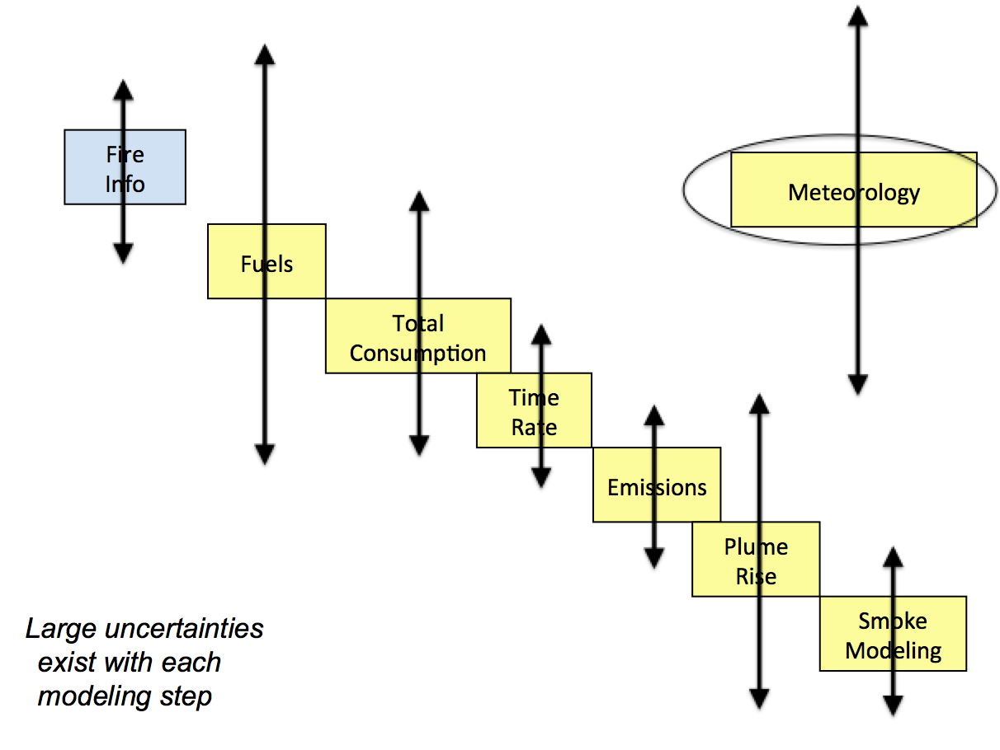 Fire
Info
Meteorology
Fuels
Total
Consumption
Time
Rate
Emissions
Plume
Rise
Smoke
Modeling
Large uncertainties
exist with each
modeling step